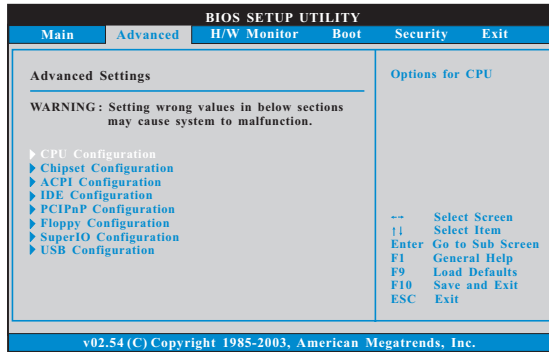 BIOS SETUP UTILITY
Main Advanced H/W Monitor Boot Security Exit
Advanced Settings
WARNING : Setting wrong values in below sections
may cause system to malfunction.
CPU Configuration
Chipset Configuration
ACPI Configuration
IDE Configuration
PCIPnP Configuration
Floppy Configuration
SuperIO Configuration
USB Configuration
Options for CPU
←→ Select Screen
↑↓ Select Item
Enter Go to Sub Screen
F1 General Help
F9 Load Defaults
F10 Save and Exit
ESC Exit
v02.54 (C) Copyright 1985-2003, American Megatrends, Inc.